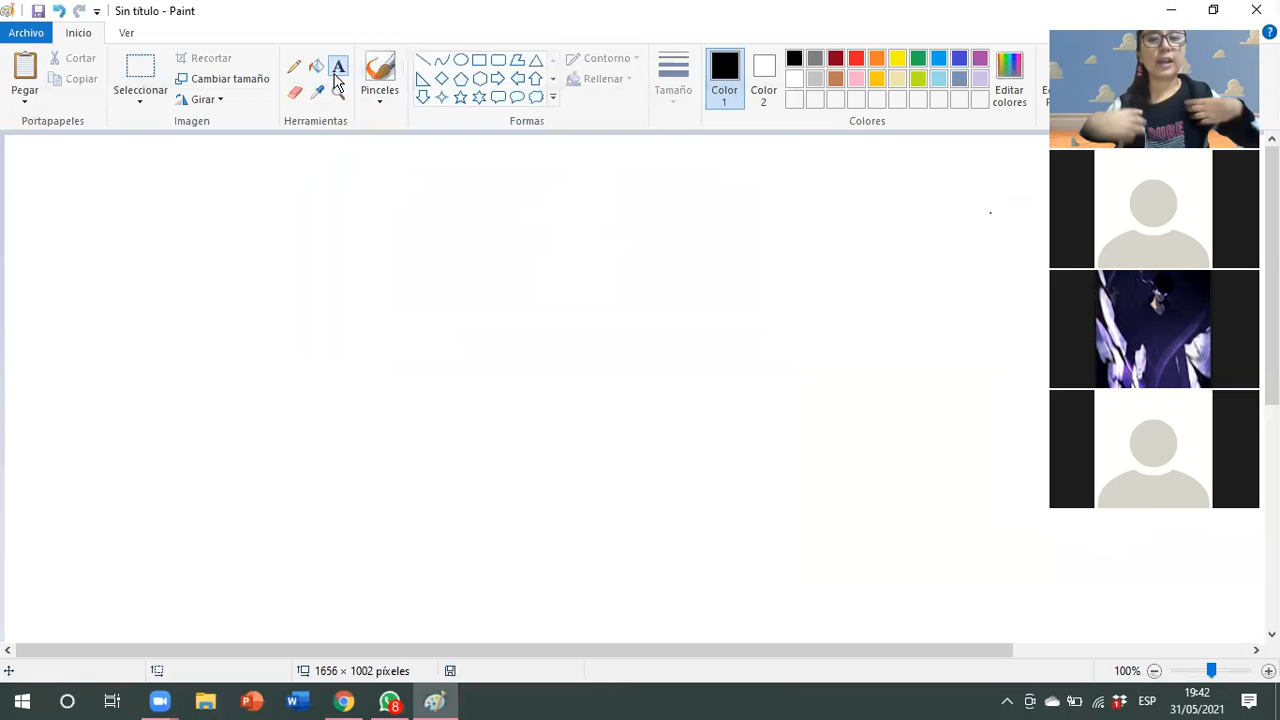 Sin título - Paint
Archivo Inicio Ver
Pegar
Cortar
Copiar
Portapapeles
Seleccionar
Recortar
Cambiar tamaño
Girar
Imagen
A
Herramientas
Pinceles
Contorno
Rellenar
Formas
Tamaño
Color 1
Color 2
Editar colores
Colores
1656 × 1002 píxeles
100%
8
ESP
19:42
31/05/2021